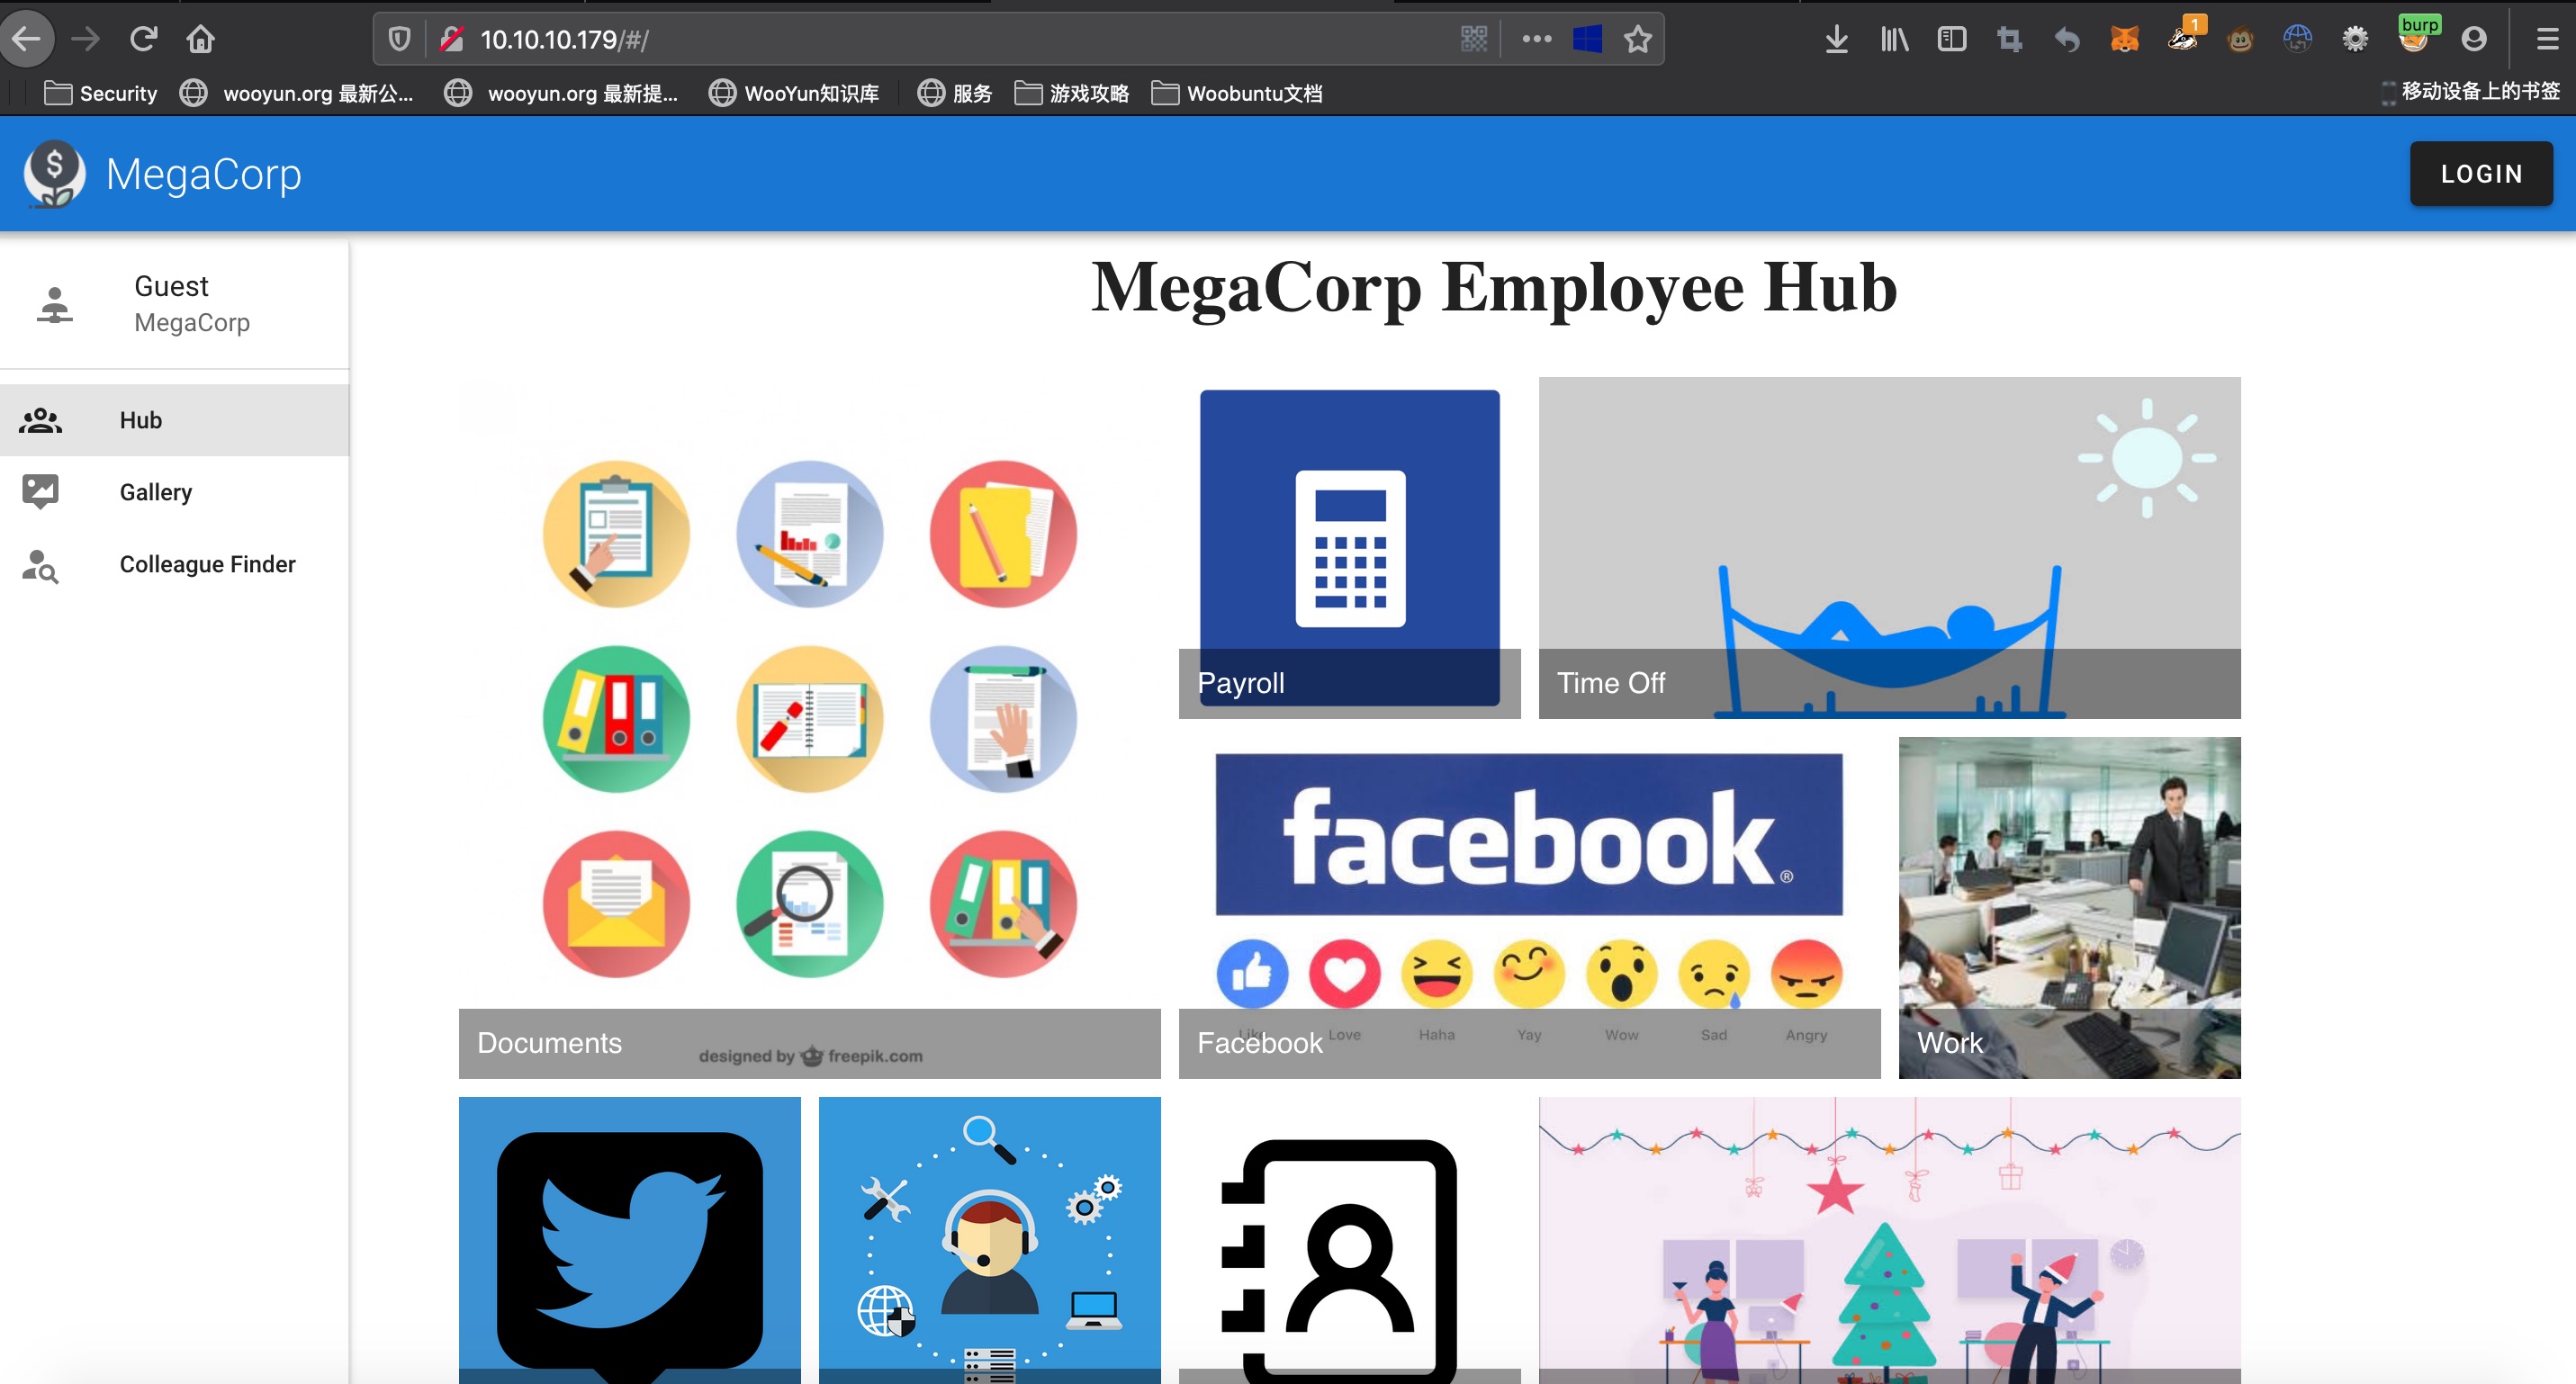 10.10.10.179/#/
1
burp
Security
wooyun.org 最新公...
wooyun.org 最新提...
WooYun知识库
服务
游戏攻略
Woobuntu文档
移动设备上的书签
$
MegaCorp
LOGIN
Guest
MegaCorp
Hub
Gallery
Colleague Finder
MegaCorp Employee Hub
Payroll
Time Off
facebook®
Like
Love
Haha
Yay
Wow
Sad
Angry
Documents
designed by freepik.com
Facebook
Work